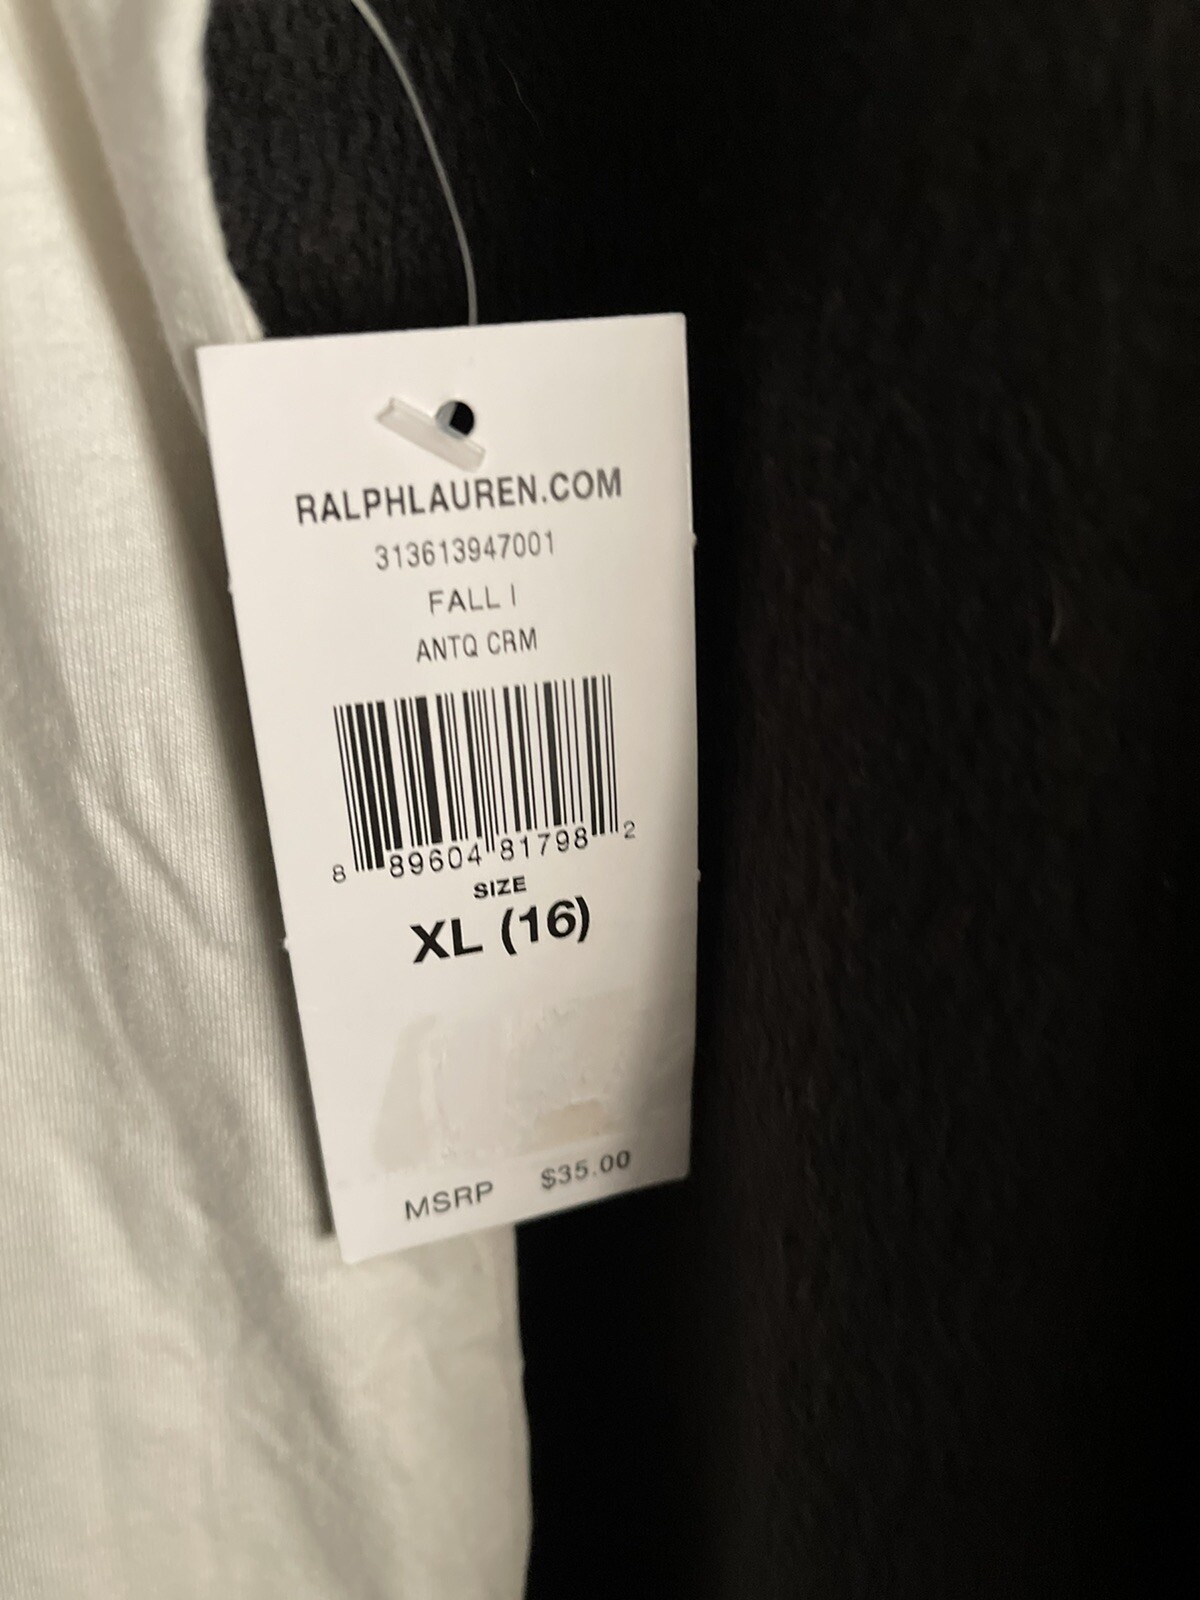 RALPHLAUREN.COM
313613947001
FALL I
ANTQ CRM
8 89604 81798 2
SIZE
XL (16)
MSRP $35.00